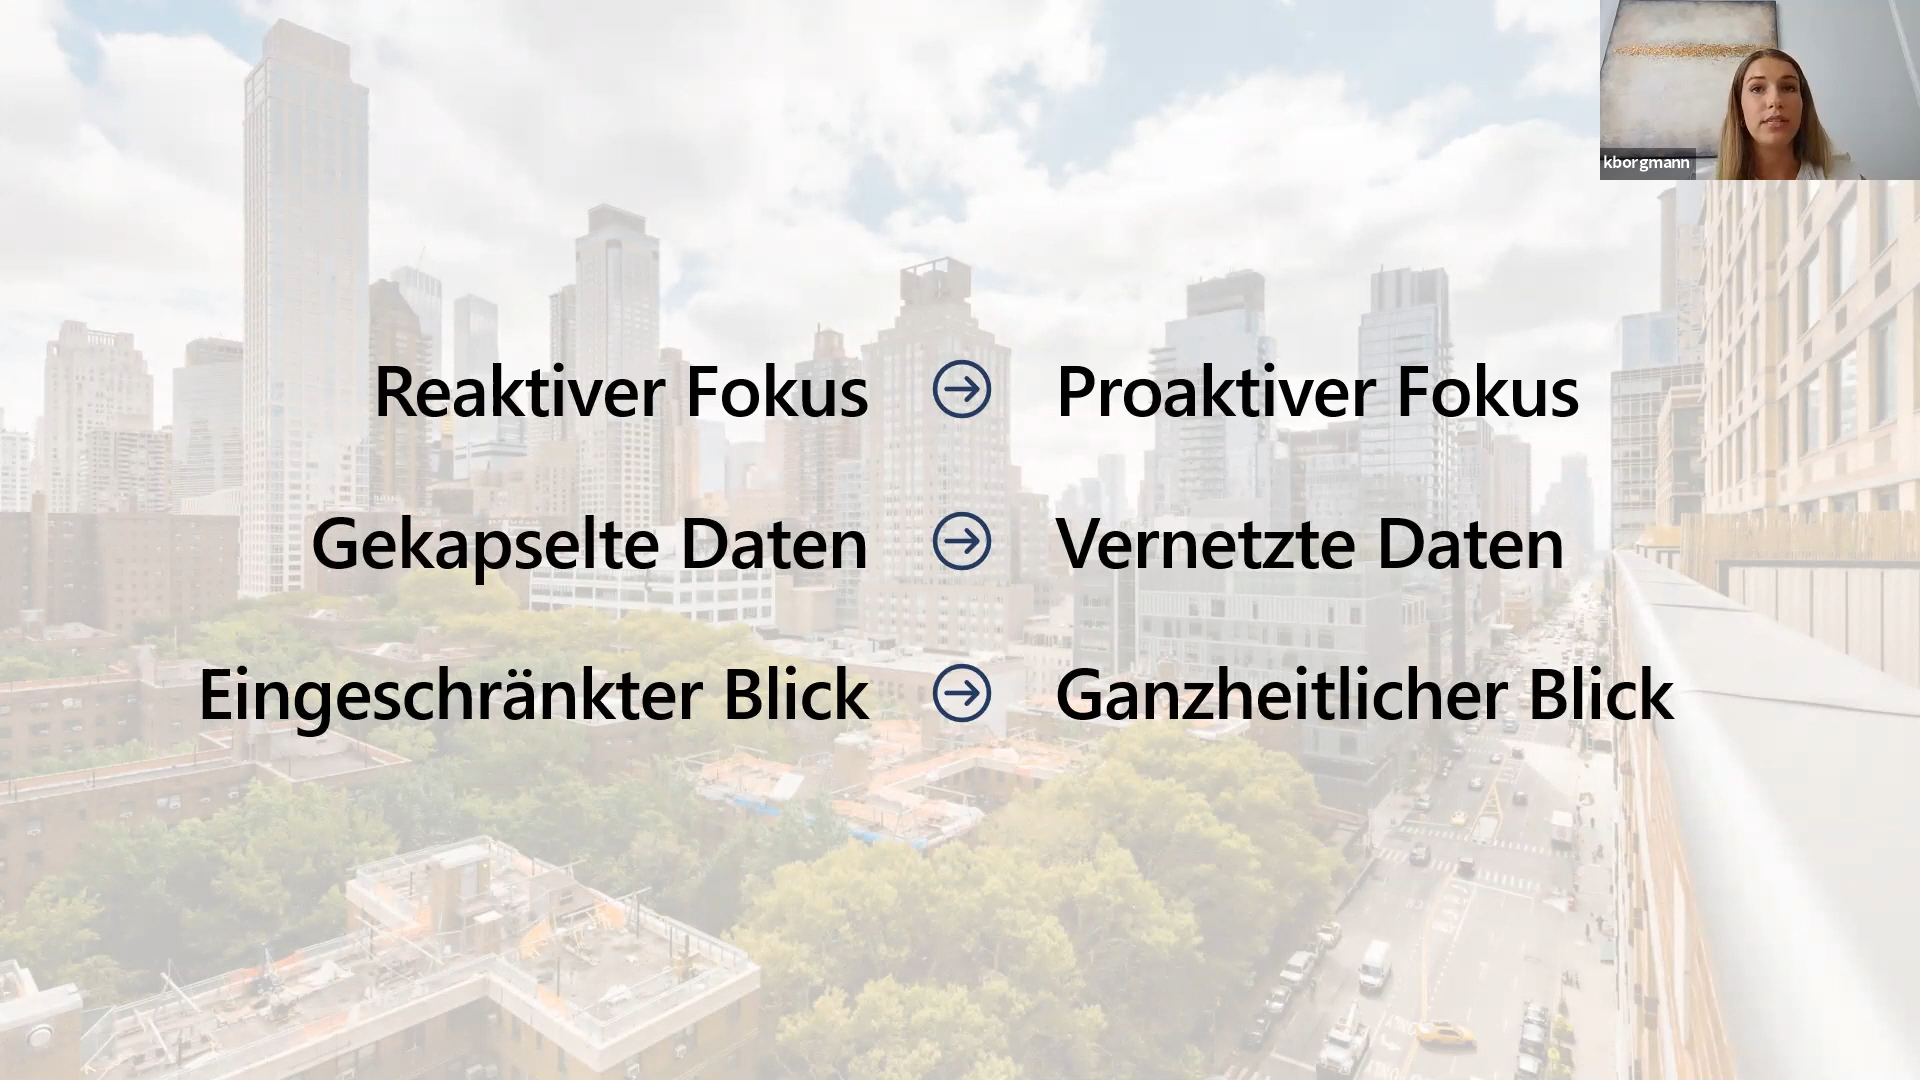 kborgmann
Reaktiver Fokus
Proaktiver Fokus
Gekapselte Daten
Vernetzte Daten
Eingeschränkter Blick
Ganzheitlicher Blick